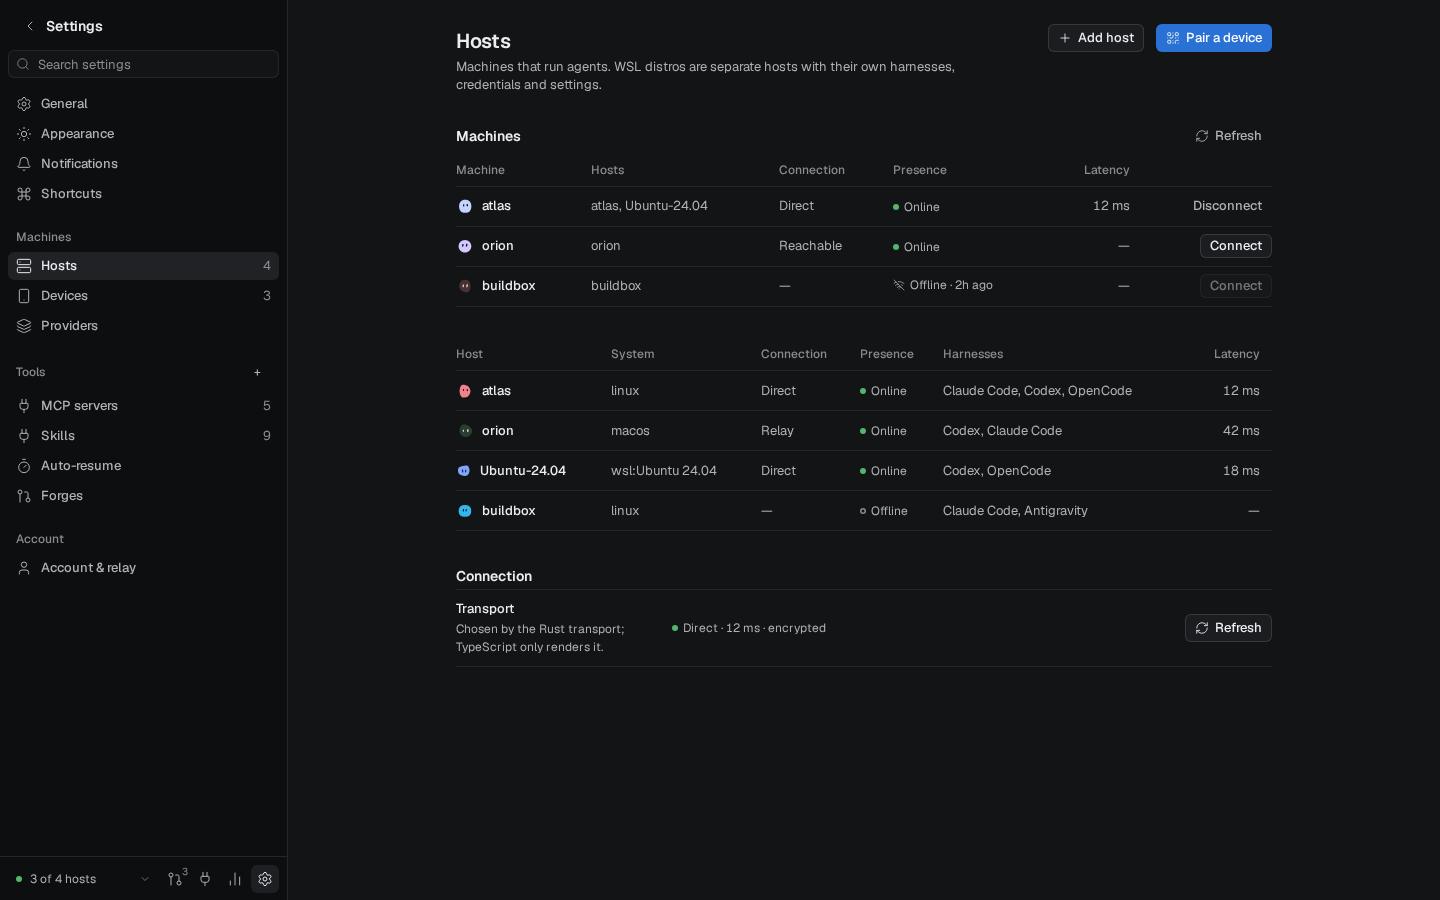 Settings
Search settings
General
Appearance
Notifications
Shortcuts
Machines
Hosts 4
Devices 3
Providers
Tools +
MCP servers 5
Skills 9
Auto-resume
Forges
Account
Account & relay
3 of 4 hosts 3
Hosts
Add host
Pair a device
Machines that run agents. WSL distros are separate hosts with their own harnesses,
credentials and settings.
Machines Refresh
Machine Hosts Connection Presence Latency
atlas atlas, Ubuntu-24.04 Direct Online 12 ms Disconnect
orion orion Reachable Online — Connect
buildbox buildbox — Offline · 2h ago — Connect
Host System Connection Presence Harnesses Latency
atlas linux Direct Online Claude Code, Codex, OpenCode 12 ms
orion macos Relay Online Codex, Claude Code 42 ms
Ubuntu-24.04 wsl:Ubuntu 24.04 Direct Online Codex, OpenCode 18 ms
buildbox linux — Offline Claude Code, Antigravity —
Connection
Transport
Chosen by the Rust transport;
TypeScript only renders it.
Direct · 12 ms · encrypted
Refresh